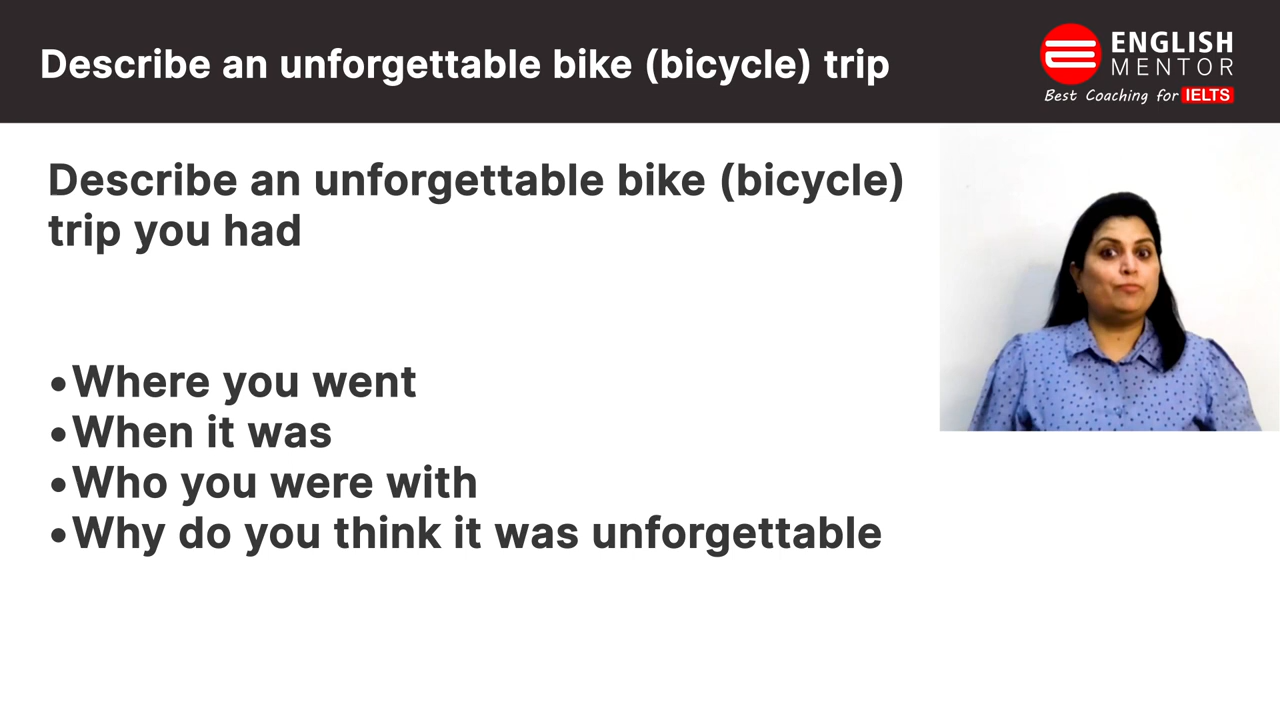 Describe an unforgettable bike (bicycle) trip
ENGLISH
MENTOR
Best Coaching for IELTS
Describe an unforgettable bike (bicycle)
trip you had
•Where you went
•When it was
•Who you were with
•Why do you think it was unforgettable